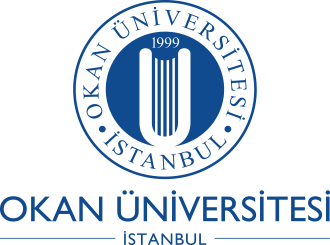 OKAN ÜNİVERSİTESİ
1999
• İSTANBUL •
OKAN ÜNİVERSİTESİ
İSTANBUL